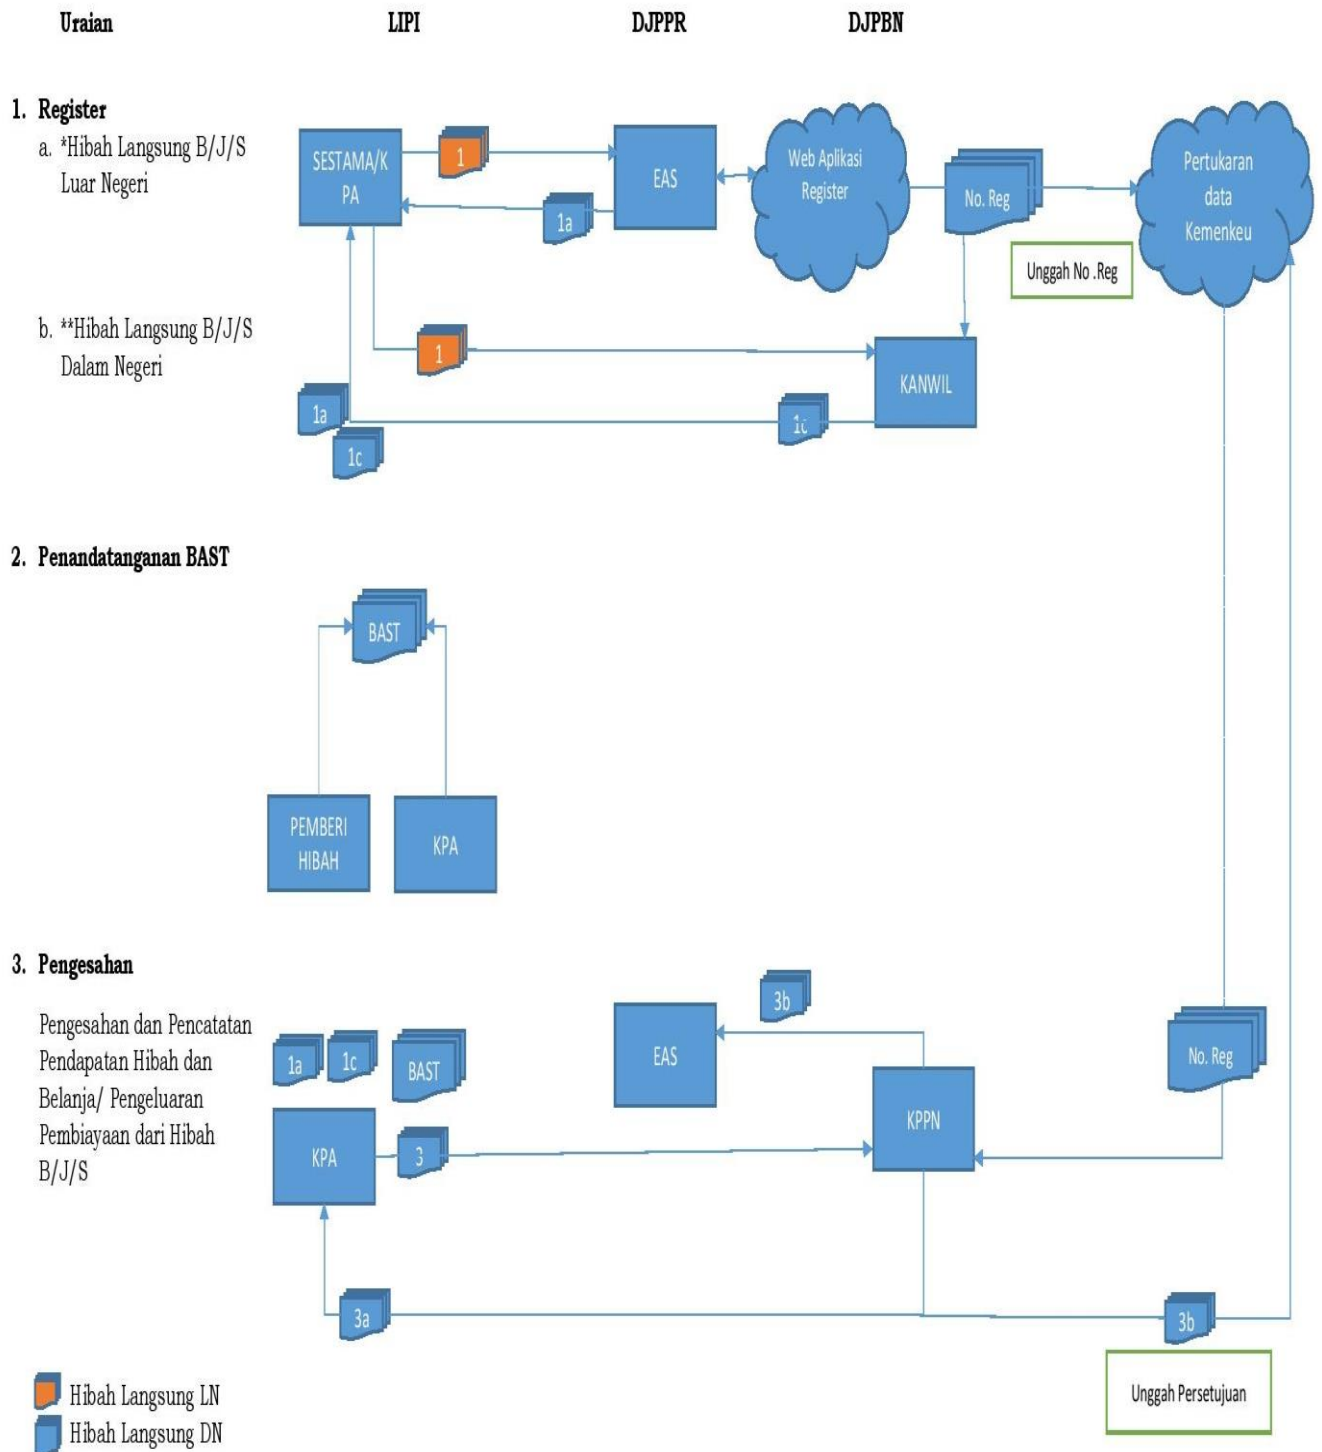 Uraian LIPI DJPPR DJPBN
1. Register
a. *Hibah Langsung B/J/S
Luar Negeri
SESTAMA/K
PA
1
1a
EAS
Web Aplikasi
Register
No. Reg
Pertukaran
data
Kemenkeu
Unggah No .Reg
b. **Hibah Langsung B/J/S
Dalam Negeri
1
KANWIL
1a
1c
1c
2. Penandatanganan BAST
BAST
PEMBERI
HIBAH
KPA
3. Pengesahan
Pengesahan dan Pencatatan
Pendapatan Hibah dan
Belanja/ Pengeluaran
Pembiayaan dari Hibah
B/J/S
1a
1c
BAST
KPA
3
EAS
3b
KPPN
No. Reg
3a
3b
Unggah Persetujuan
Hibah Langsung LN
Hibah Langsung DN